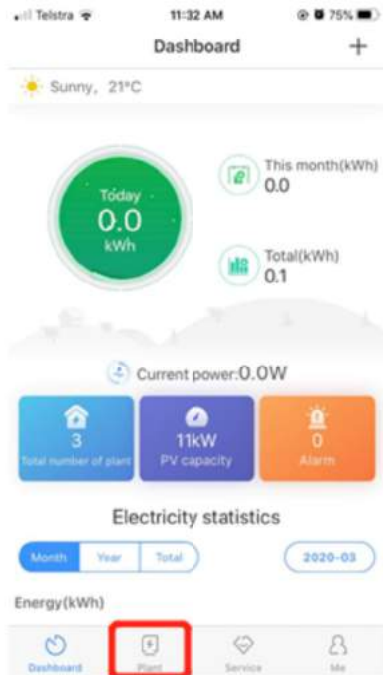 Telstra 11:32 AM 75%
Dashboard +
Sunny, 21°C
Today
0.0
kWh
This month(kWh)
0.0
Total(kWh)
0.1
Current power:0.0W
3
Total number of plant
11kW
PV capacity
0
Alarm
Electricity statistics
Month Year Total 2020-03
Energy(kWh)
Dashboard Plant Service Me